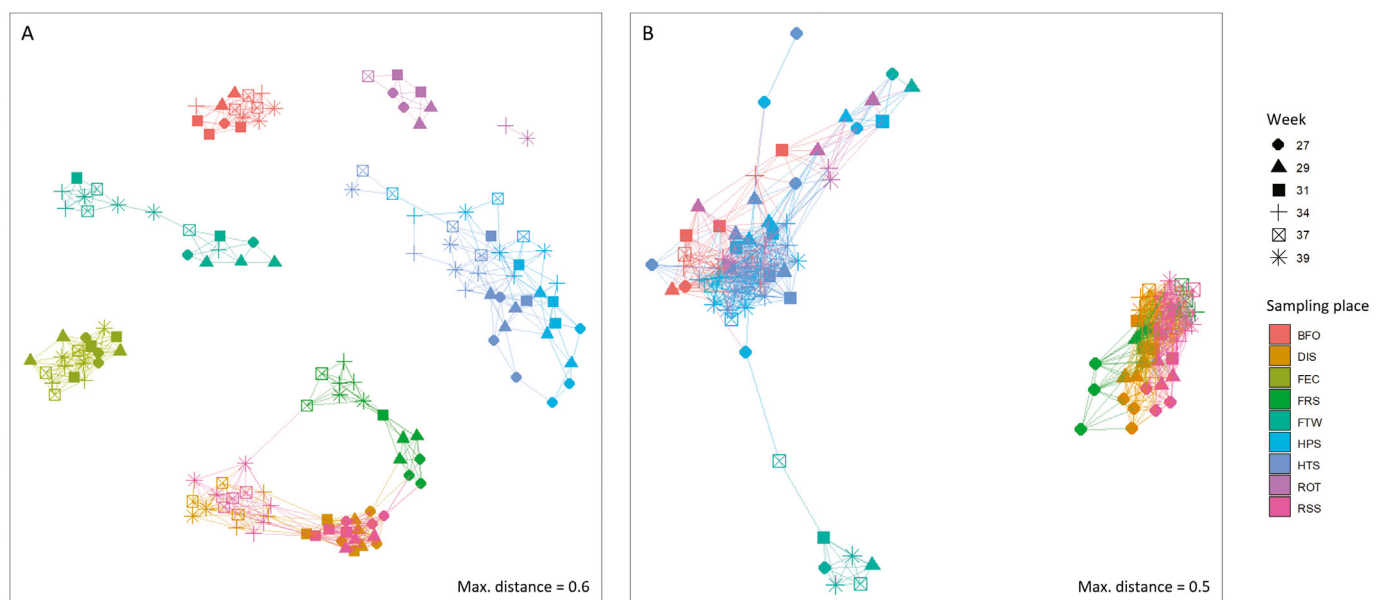 A
Max. distance = 0.6
B
Max. distance = 0.5
Week
27
29
31
34
37
39
Sampling place
BFO
DIS
FEC
FRS
FTW
HPS
HTS
ROT
RSS